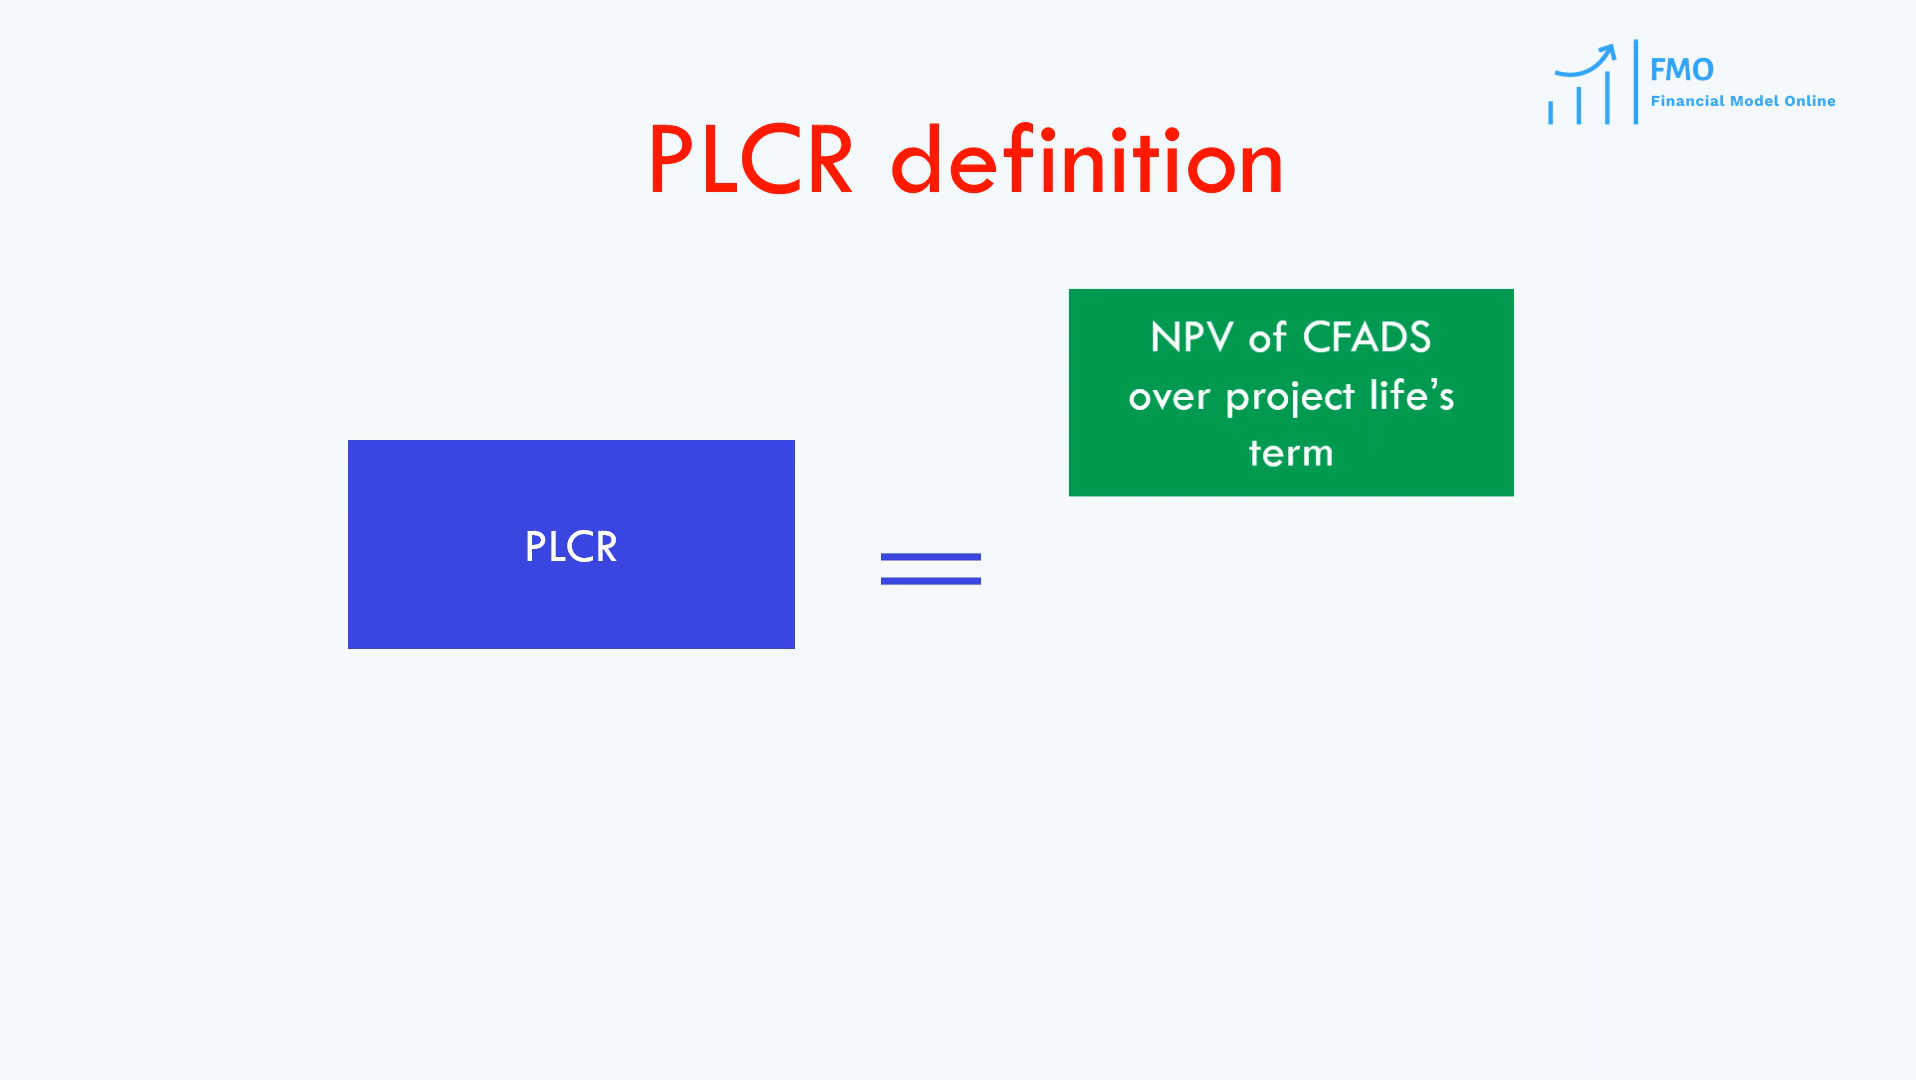 FMO
Financial Model Online
PLCR definition
NPV of CFADS
over project life’s
term
PLCR